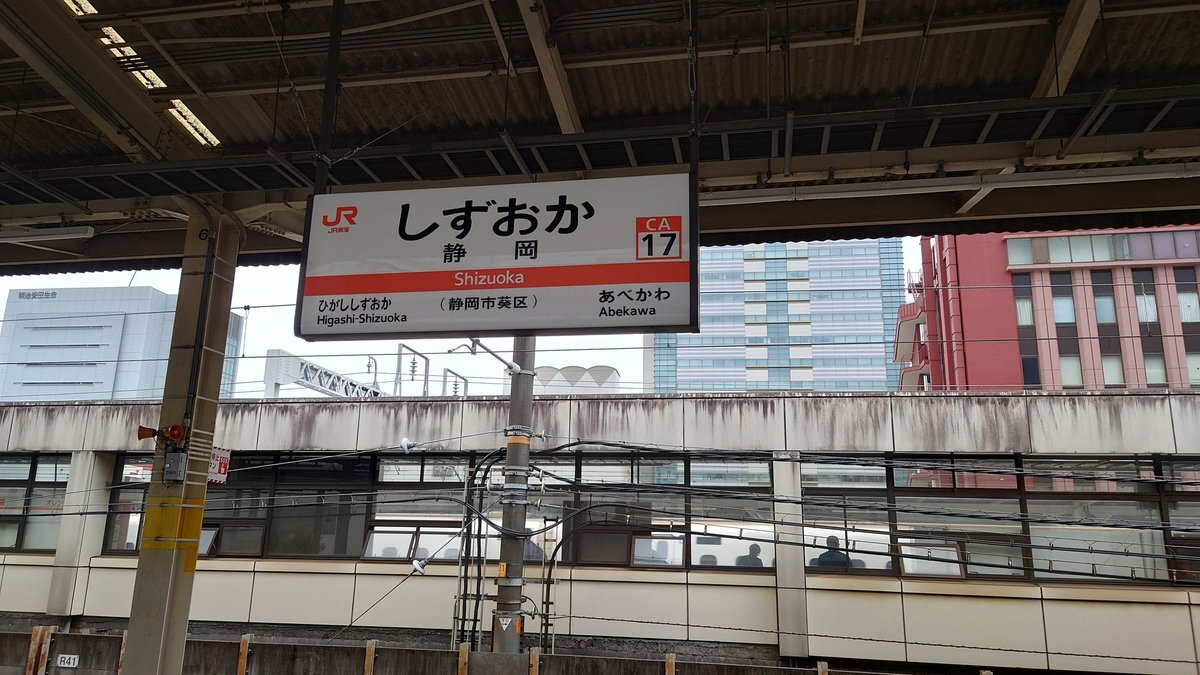 JR
JR東海
しずおか
静岡
CA
17
Shizuoka
ひがししずおか
Higashi-Shizuoka
（静岡市葵区）
あべかわ
Abekawa
明治安田生命
6
R41